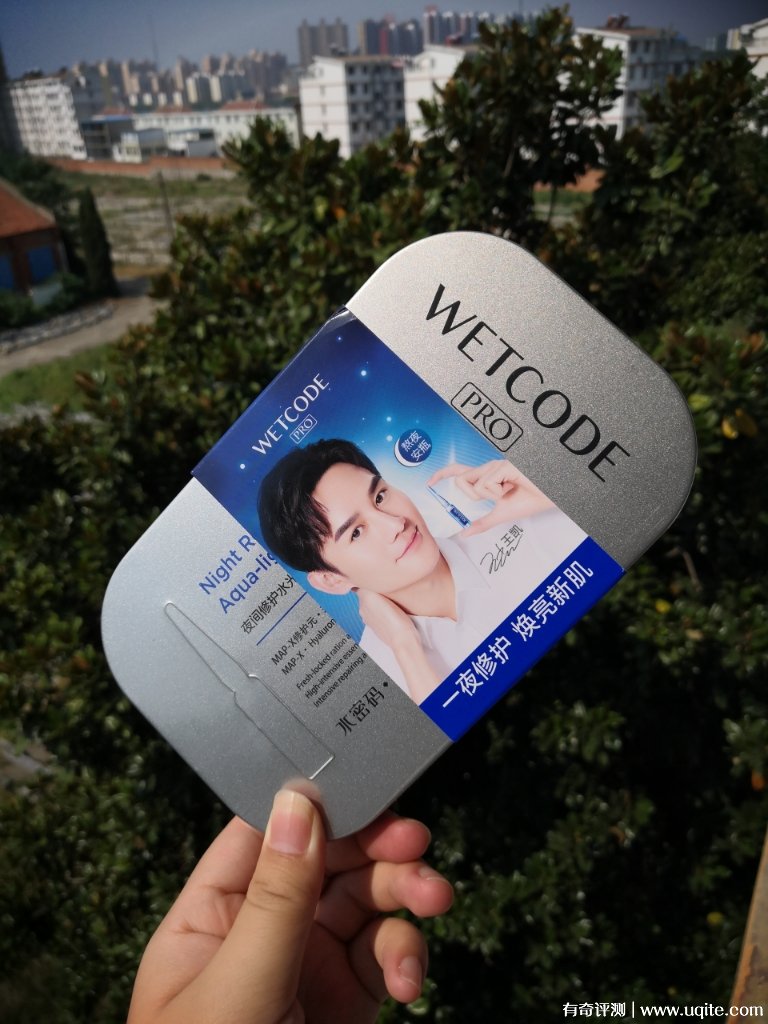 WETCODE
PRO
WETCODE
PRO
熬夜
安瓶
王凯
一夜修护 焕亮新肌
Night R
Aqua-li
夜间修护水光
MAP-X修护元·
MAP-X · Hyaluron
Fresh-locked ration
High-intensive essen
Intensive repairing
水密码
有奇评测 | www.uqite.com